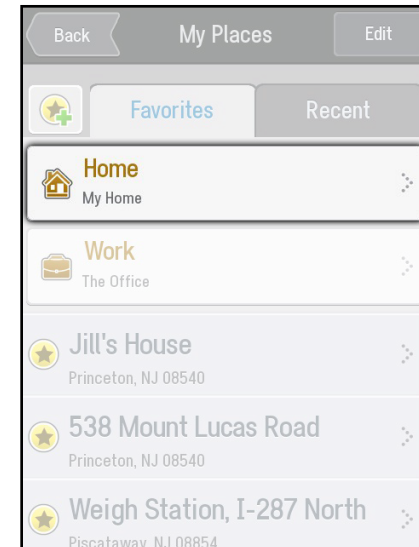 Back
My Places
Edit
Favorites
Recent
Home
My Home
Work
The Office
Jill's House
Princeton, NJ 08540
538 Mount Lucas Road
Princeton, NJ 08540
Weigh Station, I-287 North
Piscataway, NJ 08854